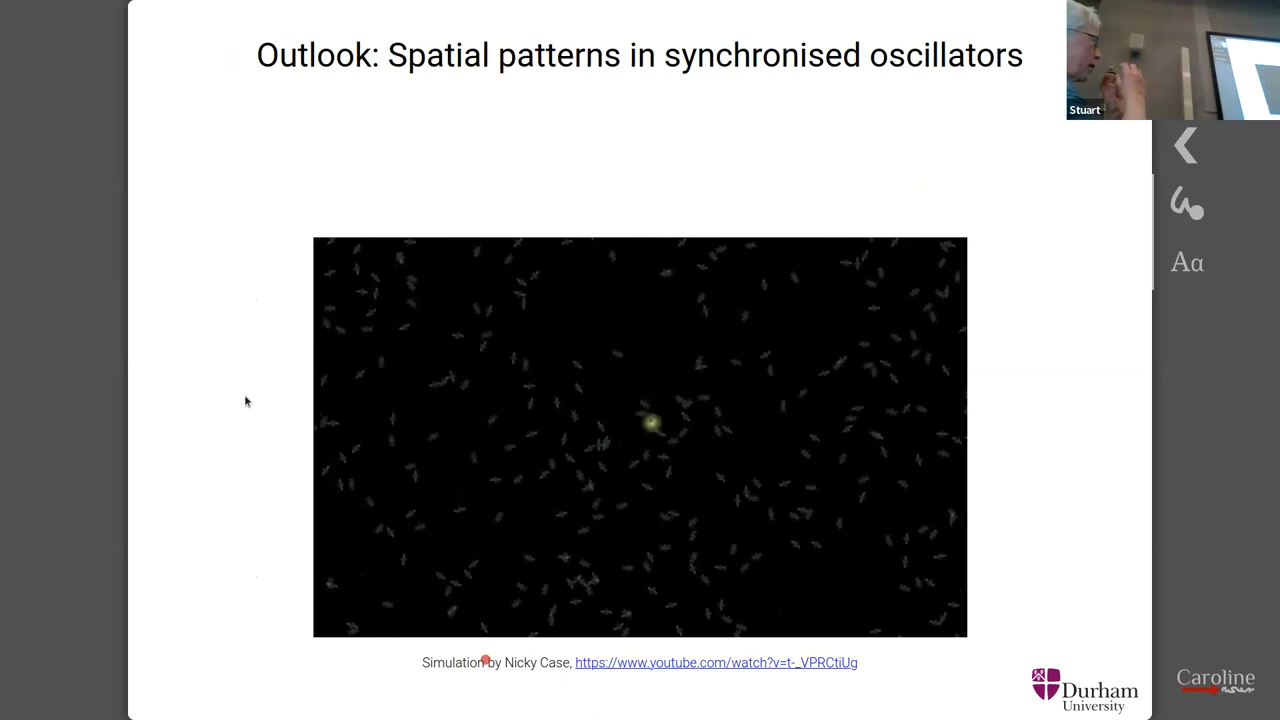 Outlook: Spatial patterns in synchronised oscillators
Stuart
Aα
Simulation by Nicky Case, https://www.youtube.com/watch?v=t-_VPRCtiUg
Durham
University
Caroline